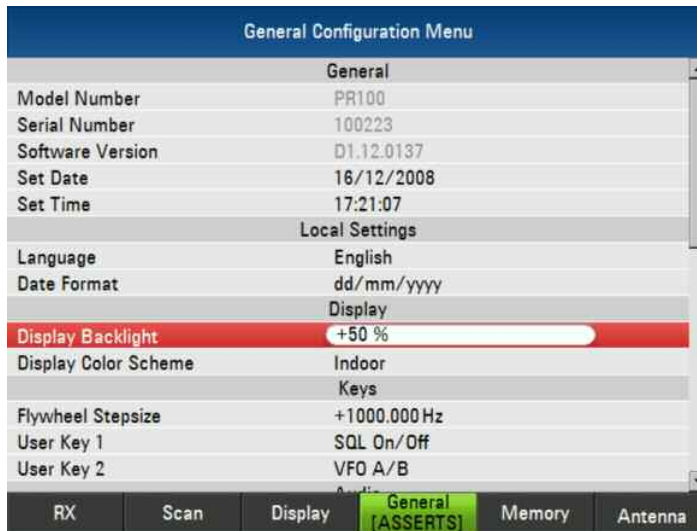 General Configuration Menu
General
Model Number PR100
Serial Number 100223
Software Version D1.12.0137
Set Date 16/12/2008
Set Time 17:21:07
Local Settings
Language English
Date Format dd/mm/yyyy
Display
Display Backlight +50 %
Display Color Scheme Indoor
Keys
Flywheel Stepsize +1000.000 Hz
User Key 1 SQL On/Off
User Key 2 VFO A/B
Audio
RX Scan Display General [ASSERTS] Memory Antenna